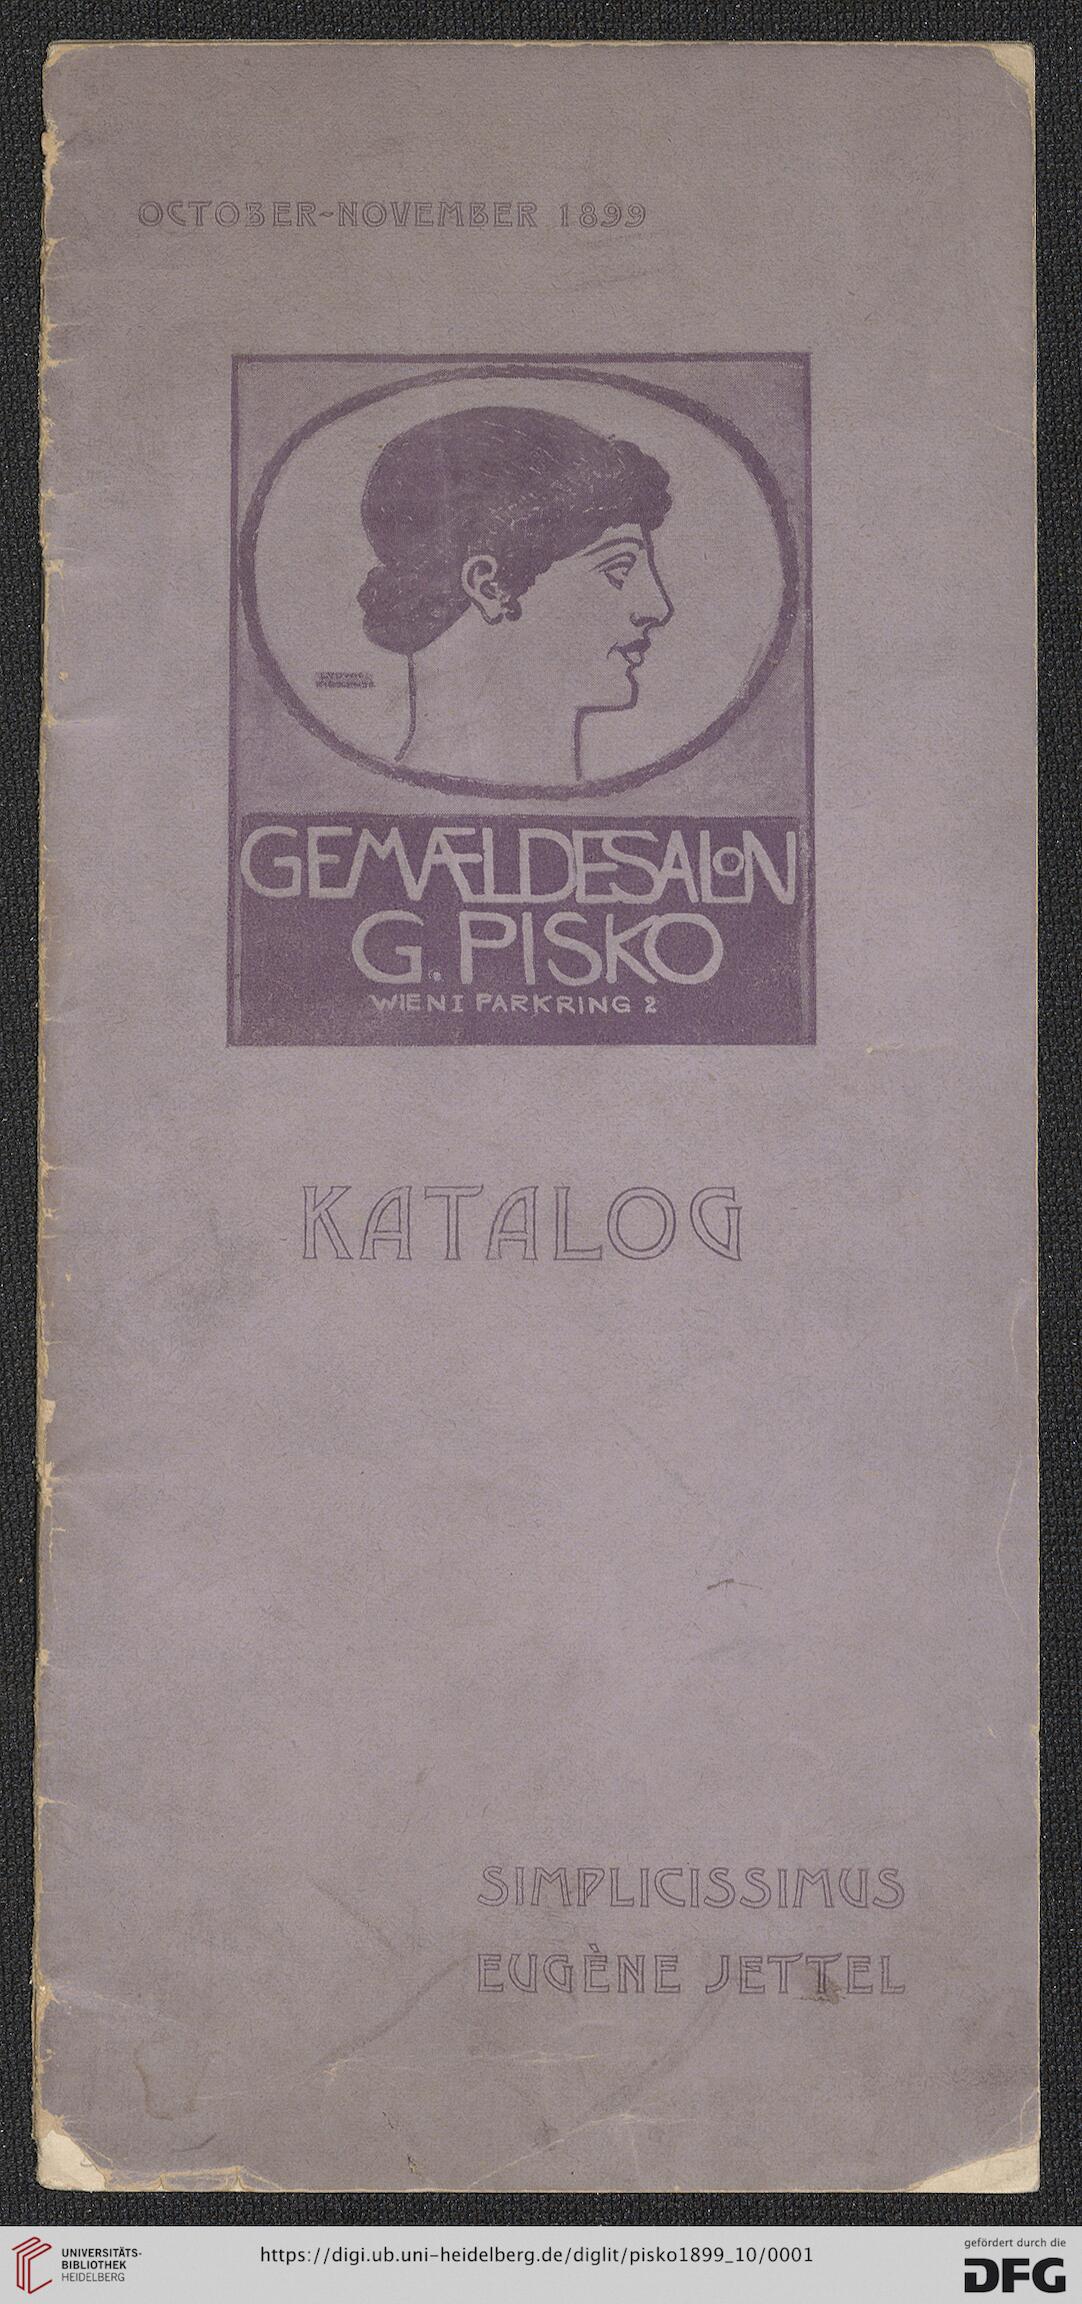 OCTOBER-NOVEMBER 1899
GEMÆLDESALON
G. PISKO
WIEN I PARKRING 2
KATALOG
SIMPLICISSIMUS
EUGÈNE JETTEL
UNIVERSITÄTS-
BIBLIOTHEK
HEIDELBERG
https://digi.ub.uni-heidelberg.de/diglit/pisko1899_10/0001
gefördert durch die
DFG